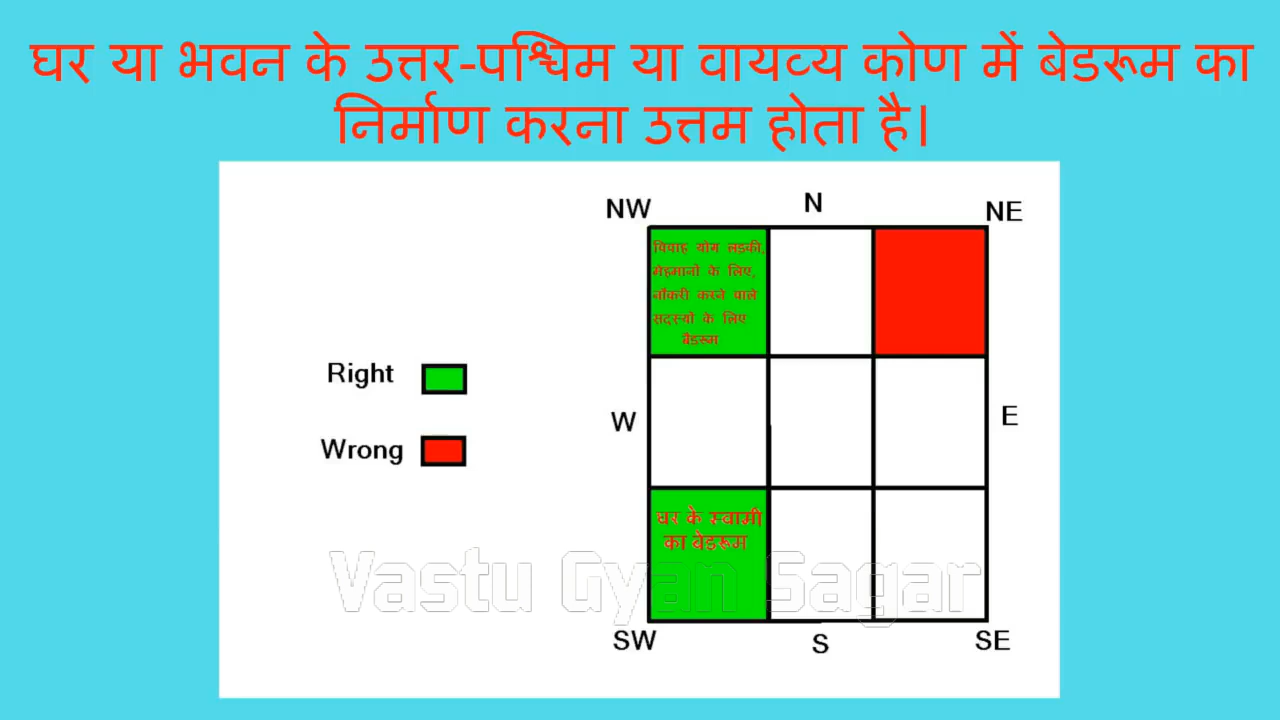 घर या भवन के उत्तर-पश्चिम या वायव्य कोण में बेडरूम का
निर्माण करना उत्तम होता है।
NW
N
NE
विवाह योग लड़की,
मेहमानों के लिए,
नौकरी करने वाले
सदस्यों के लिए
बैडरूम
Right
W
E
Wrong
घर के स्वामी
का बेडरूम
Vastu Gyan Sagar
SW
S
SE